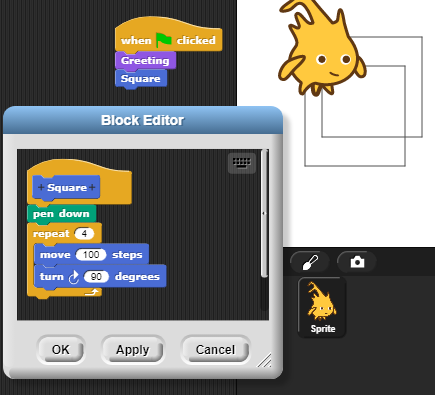 when clicked
Greeting
Square
Block Editor
+ Square +
pen down
repeat 4
move 100 steps
turn 90 degrees
OK Apply Cancel
Sprite